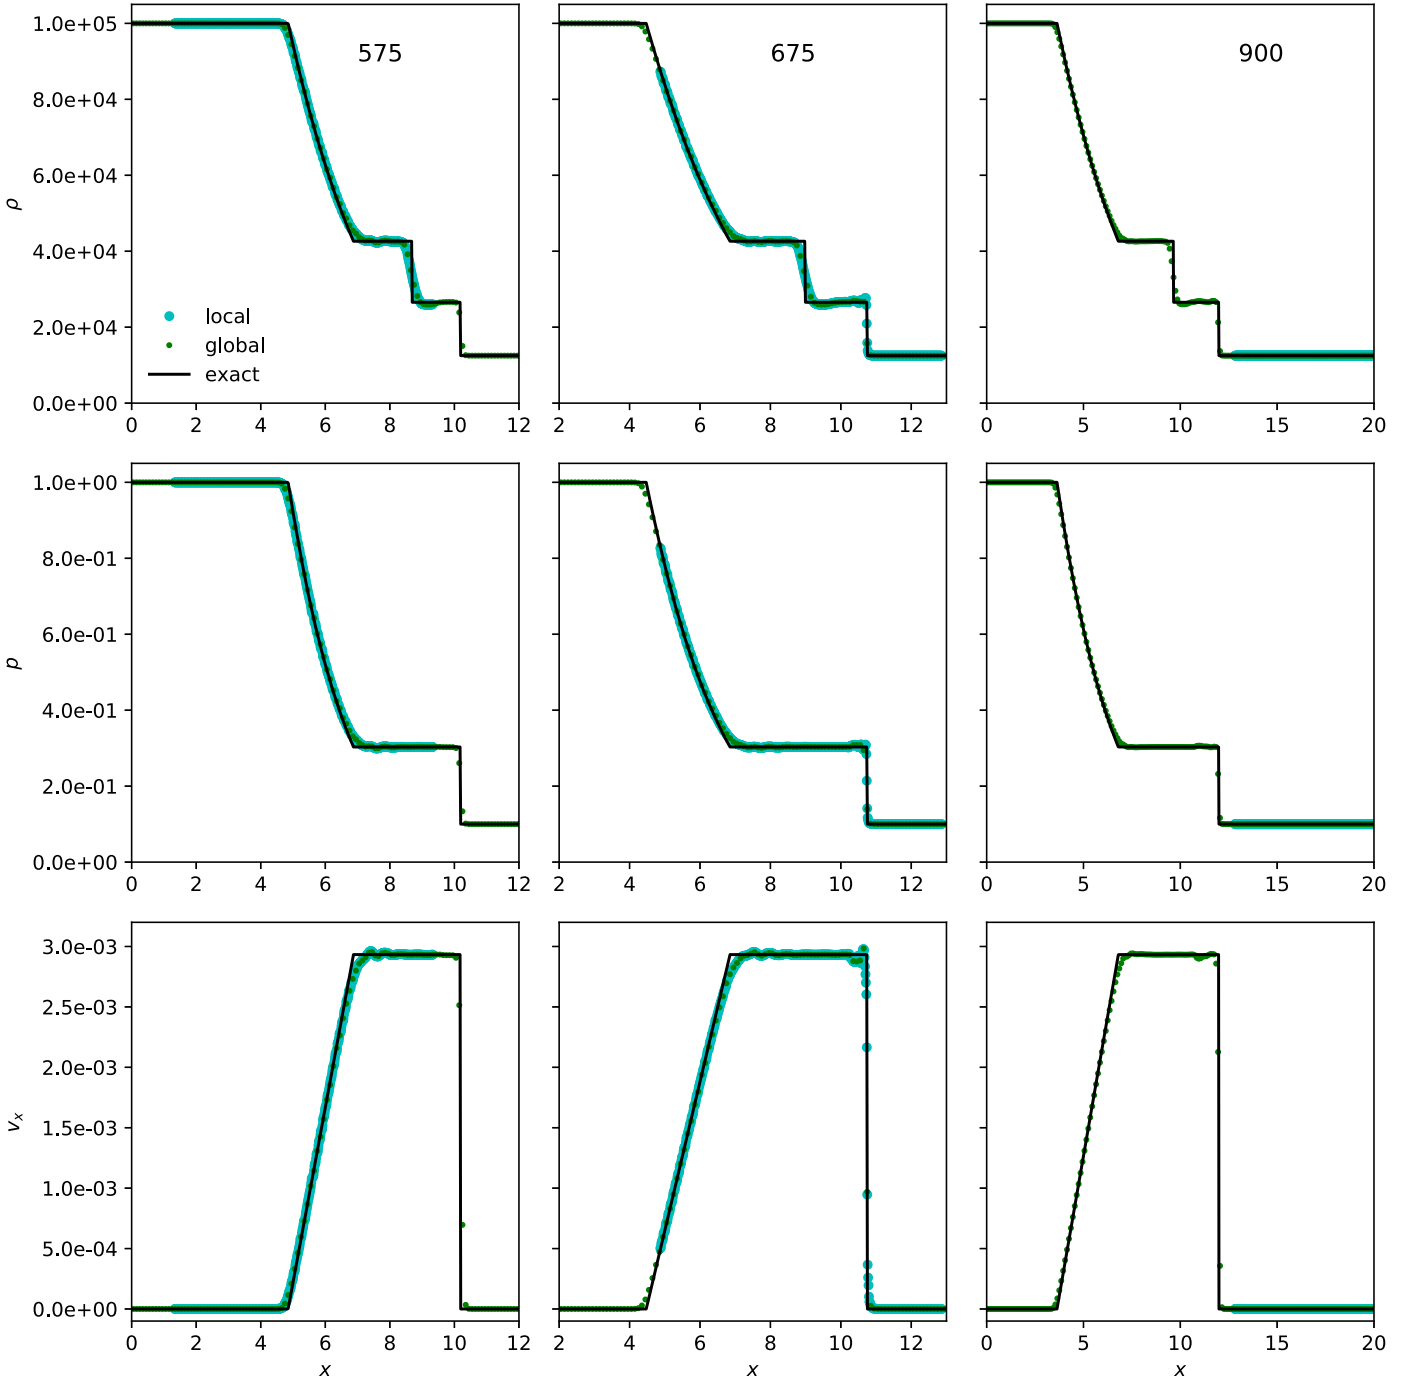 575
675
900
ρ
1.0e+05
8.0e+04
6.0e+04
4.0e+04
2.0e+04
0.0e+00
local
global
exact
0 2 4 6 8 10 12
2 4 6 8 10 12
0 5 10 15 20
p
1.0e+00
8.0e-01
6.0e-01
4.0e-01
2.0e-01
0.0e+00
0 2 4 6 8 10 12
2 4 6 8 10 12
0 5 10 15 20
v_x
3.0e-03
2.5e-03
2.0e-03
1.5e-03
1.0e-03
5.0e-04
0.0e+00
0 2 4 6 8 10 12
2 4 6 8 10 12
0 5 10 15 20
x
x
x